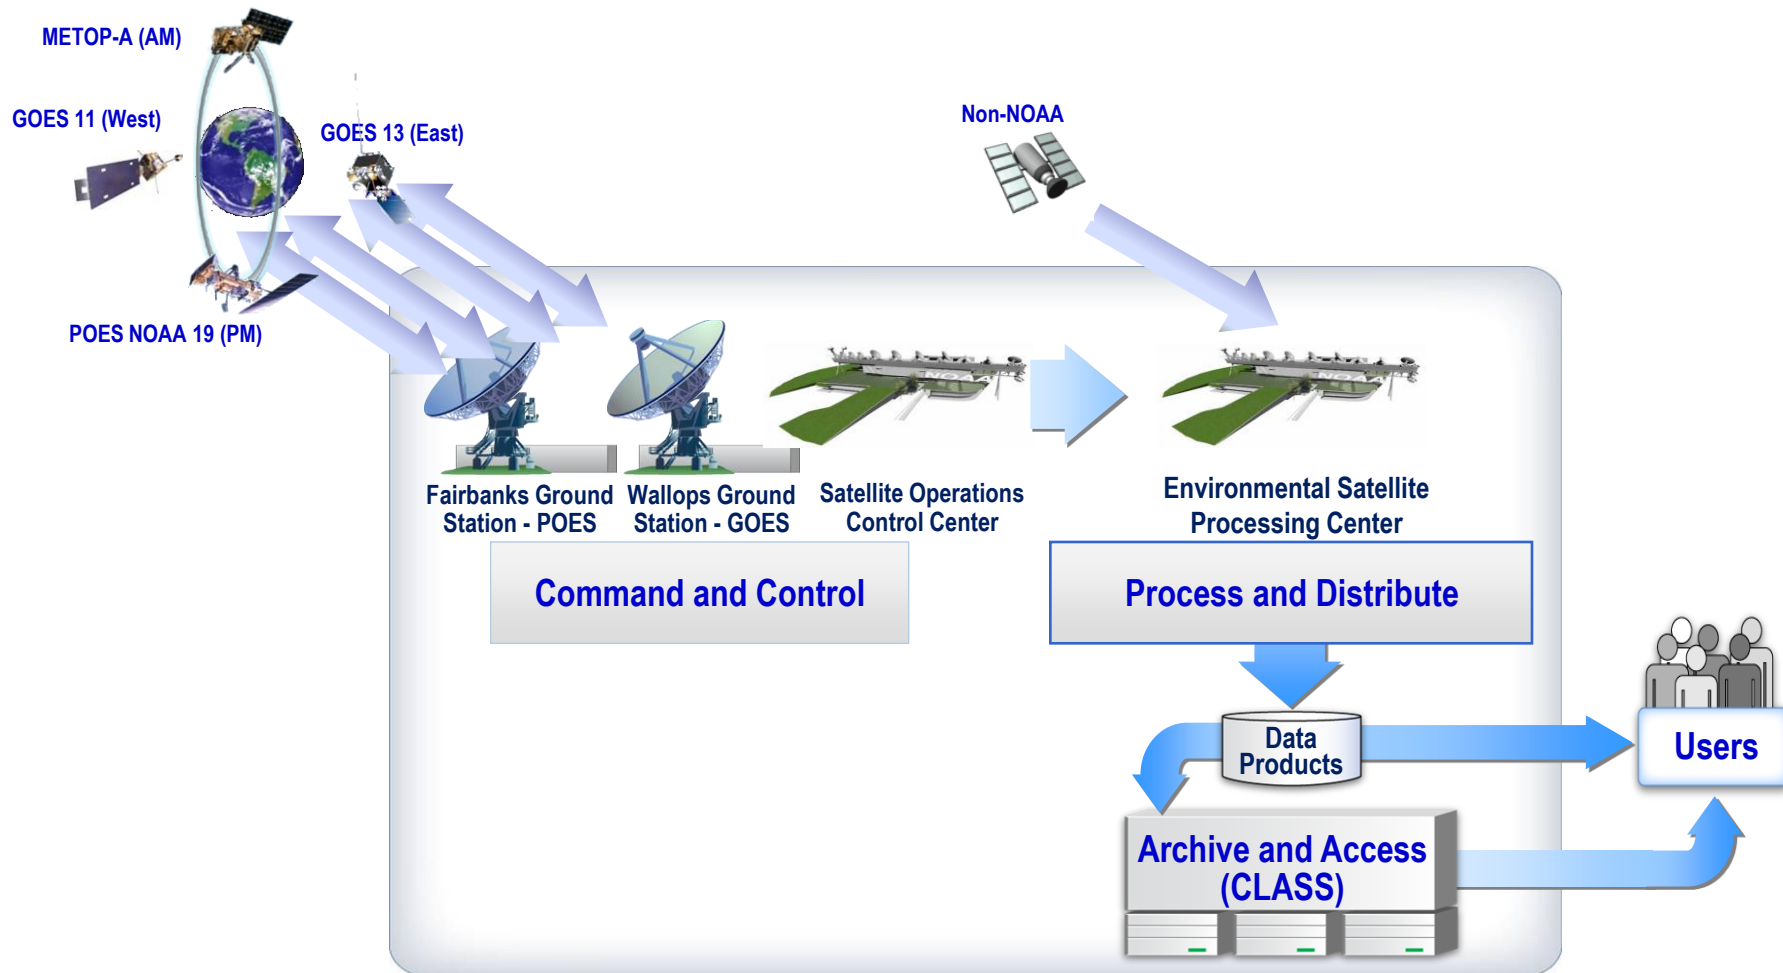 METOP-A (AM)
GOES 11 (West)
GOES 13 (East)
POES NOAA 19 (PM)
Non-NOAA
NOAA
NOAA
Fairbanks Ground
Station - POES
Wallops Ground
Station - GOES
Satellite Operations
Control Center
Environmental Satellite
Processing Center
Command and Control
Process and Distribute
Data
Products
Users
Archive and Access
(CLASS)